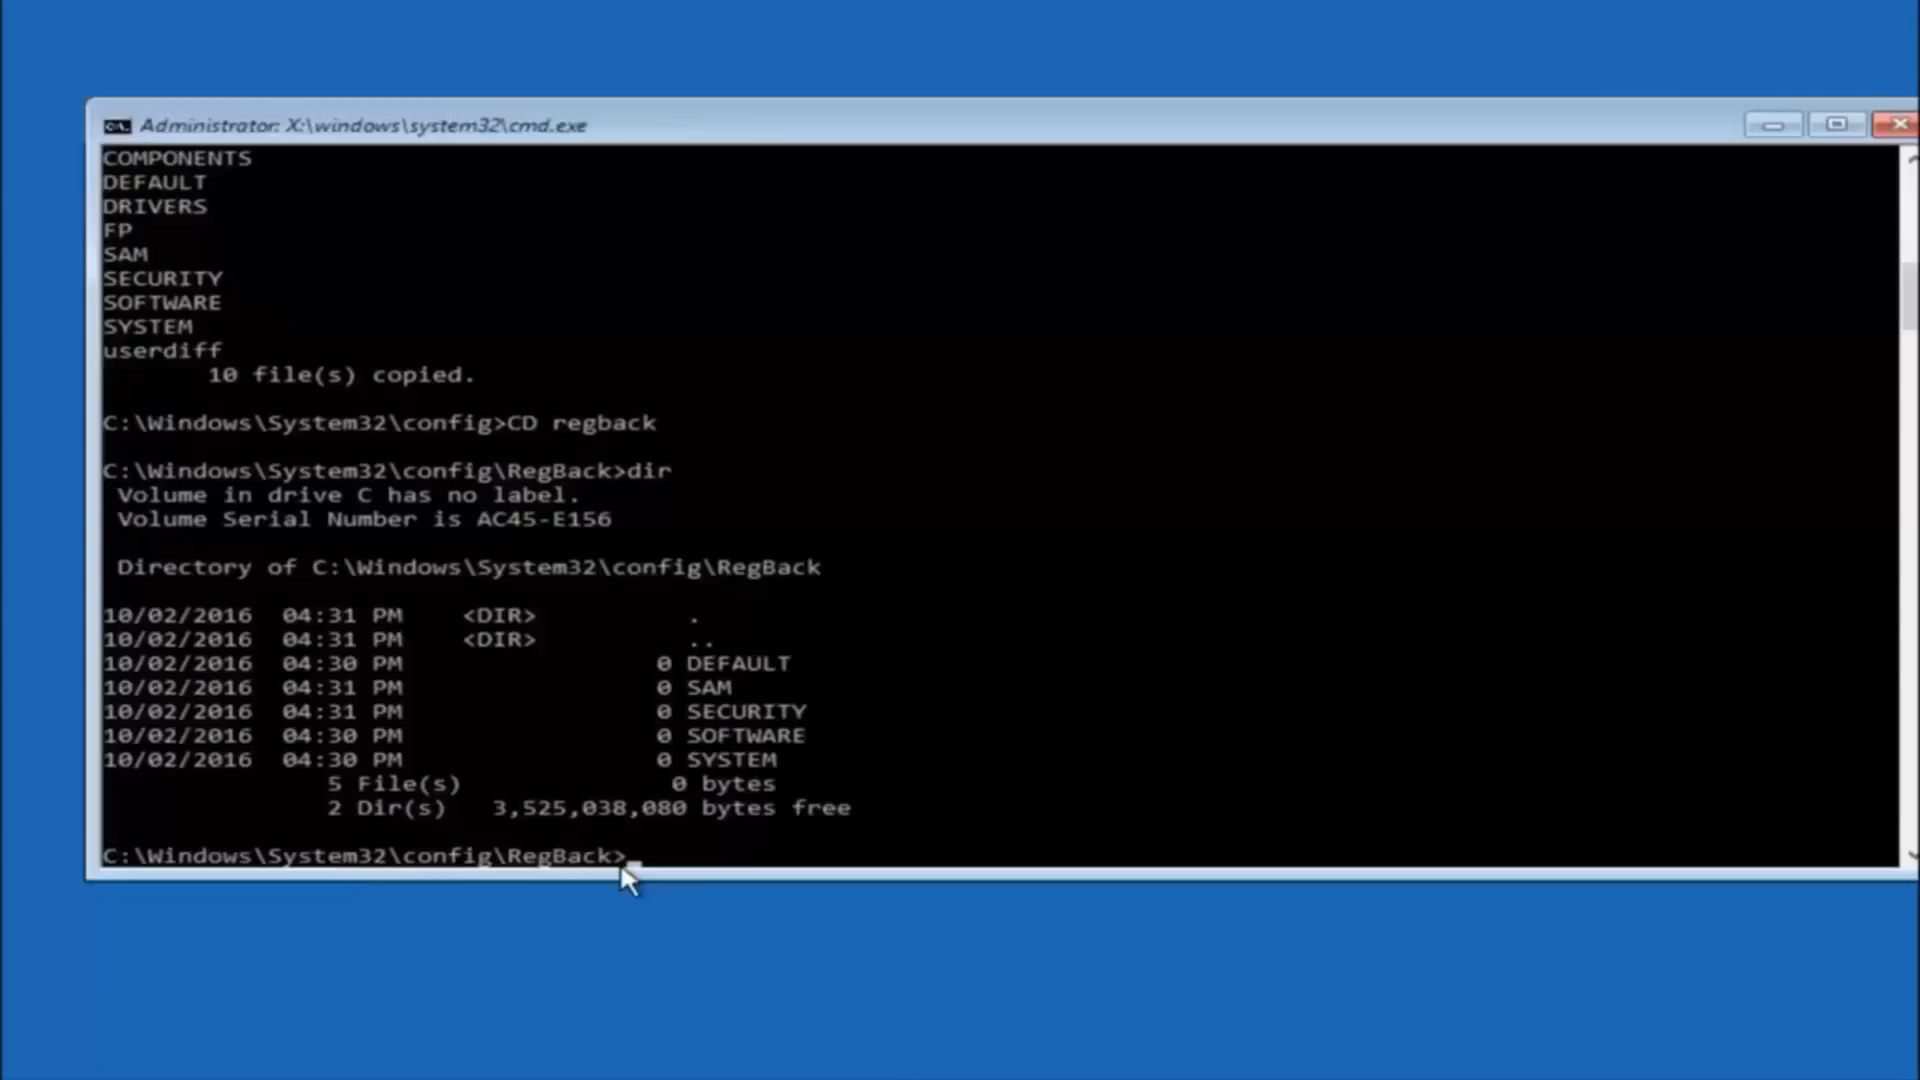 Administrator: X:\windows\system32\cmd.exe
COMPONENTS
DEFAULT
DRIVERS
FP
SAM
SECURITY
SOFTWARE
SYSTEM
userdiff
10 file(s) copied.
C:\Windows\System32\config>CD regback
C:\Windows\System32\config\RegBack>dir
Volume in drive C has no label.
Volume Serial Number is AC45-E156
Directory of C:\Windows\System32\config\RegBack
10/02/2016 04:31 PM <DIR> .
10/02/2016 04:31 PM <DIR> ..
10/02/2016 04:30 PM 0 DEFAULT
10/02/2016 04:31 PM 0 SAM
10/02/2016 04:31 PM 0 SECURITY
10/02/2016 04:30 PM 0 SOFTWARE
10/02/2016 04:30 PM 0 SYSTEM
5 File(s) 0 bytes
2 Dir(s) 3,525,038,080 bytes free
C:\Windows\System32\config\RegBack>